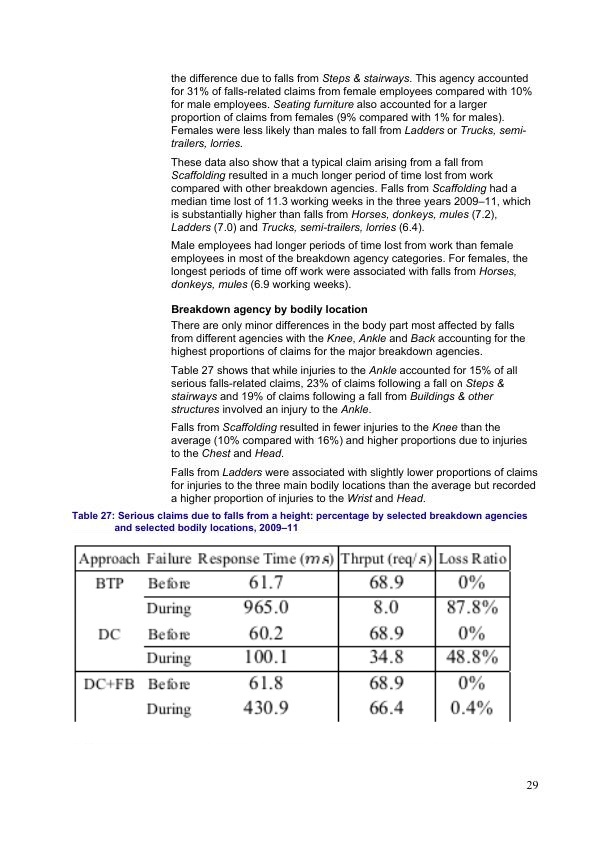 the difference due to falls from Steps & stairways. This agency accounted
for 31% of falls-related claims from female employees compared with 10%
for male employees. Seating furniture also accounted for a larger
proportion of claims from females (9% compared with 1% for males).
Females were less likely than males to fall from Ladders or Trucks, semi-
trailers, lorries.
These data also show that a typical claim arising from a fall from
Scaffolding resulted in a much longer period of time lost from work
compared with other breakdown agencies. Falls from Scaffolding had a
median time lost of 11.3 working weeks in the three years 2009–11, which
is substantially higher than falls from Horses, donkeys, mules (7.2),
Ladders (7.0) and Trucks, semi-trailers, lorries (6.4).
Male employees had longer periods of time lost from work than female
employees in most of the breakdown agency categories. For females, the
longest periods of time off work were associated with falls from Horses,
donkeys, mules (6.9 working weeks).
Breakdown agency by bodily location
There are only minor differences in the body part most affected by falls
from different agencies with the Knee, Ankle and Back accounting for the
highest proportions of claims for the major breakdown agencies.
Table 27 shows that while injuries to the Ankle accounted for 15% of all
serious falls-related claims, 23% of claims following a fall on Steps &
stairways and 19% of claims following a fall from Buildings & other
structures involved an injury to the Ankle.
Falls from Scaffolding resulted in fewer injuries to the Knee than the
average (10% compared with 16%) and higher proportions due to injuries
to the Chest and Head.
Falls from Ladders were associated with slightly lower proportions of claims
for injuries to the three main bodily locations than the average but recorded
a higher proportion of injuries to the Wrist and Head.
Table 27: Serious claims due to falls from a height: percentage by selected breakdown agencies
and selected bodily locations, 2009–11
Approach Failure Response Time (ms) Thrput (req/s) Loss Ratio
BTP Before 61.7 68.9 0%
During 965.0 8.0 87.8%
DC Before 60.2 68.9 0%
During 100.1 34.8 48.8%
DC+FB Before 61.8 68.9 0%
During 430.9 66.4 0.4%
29